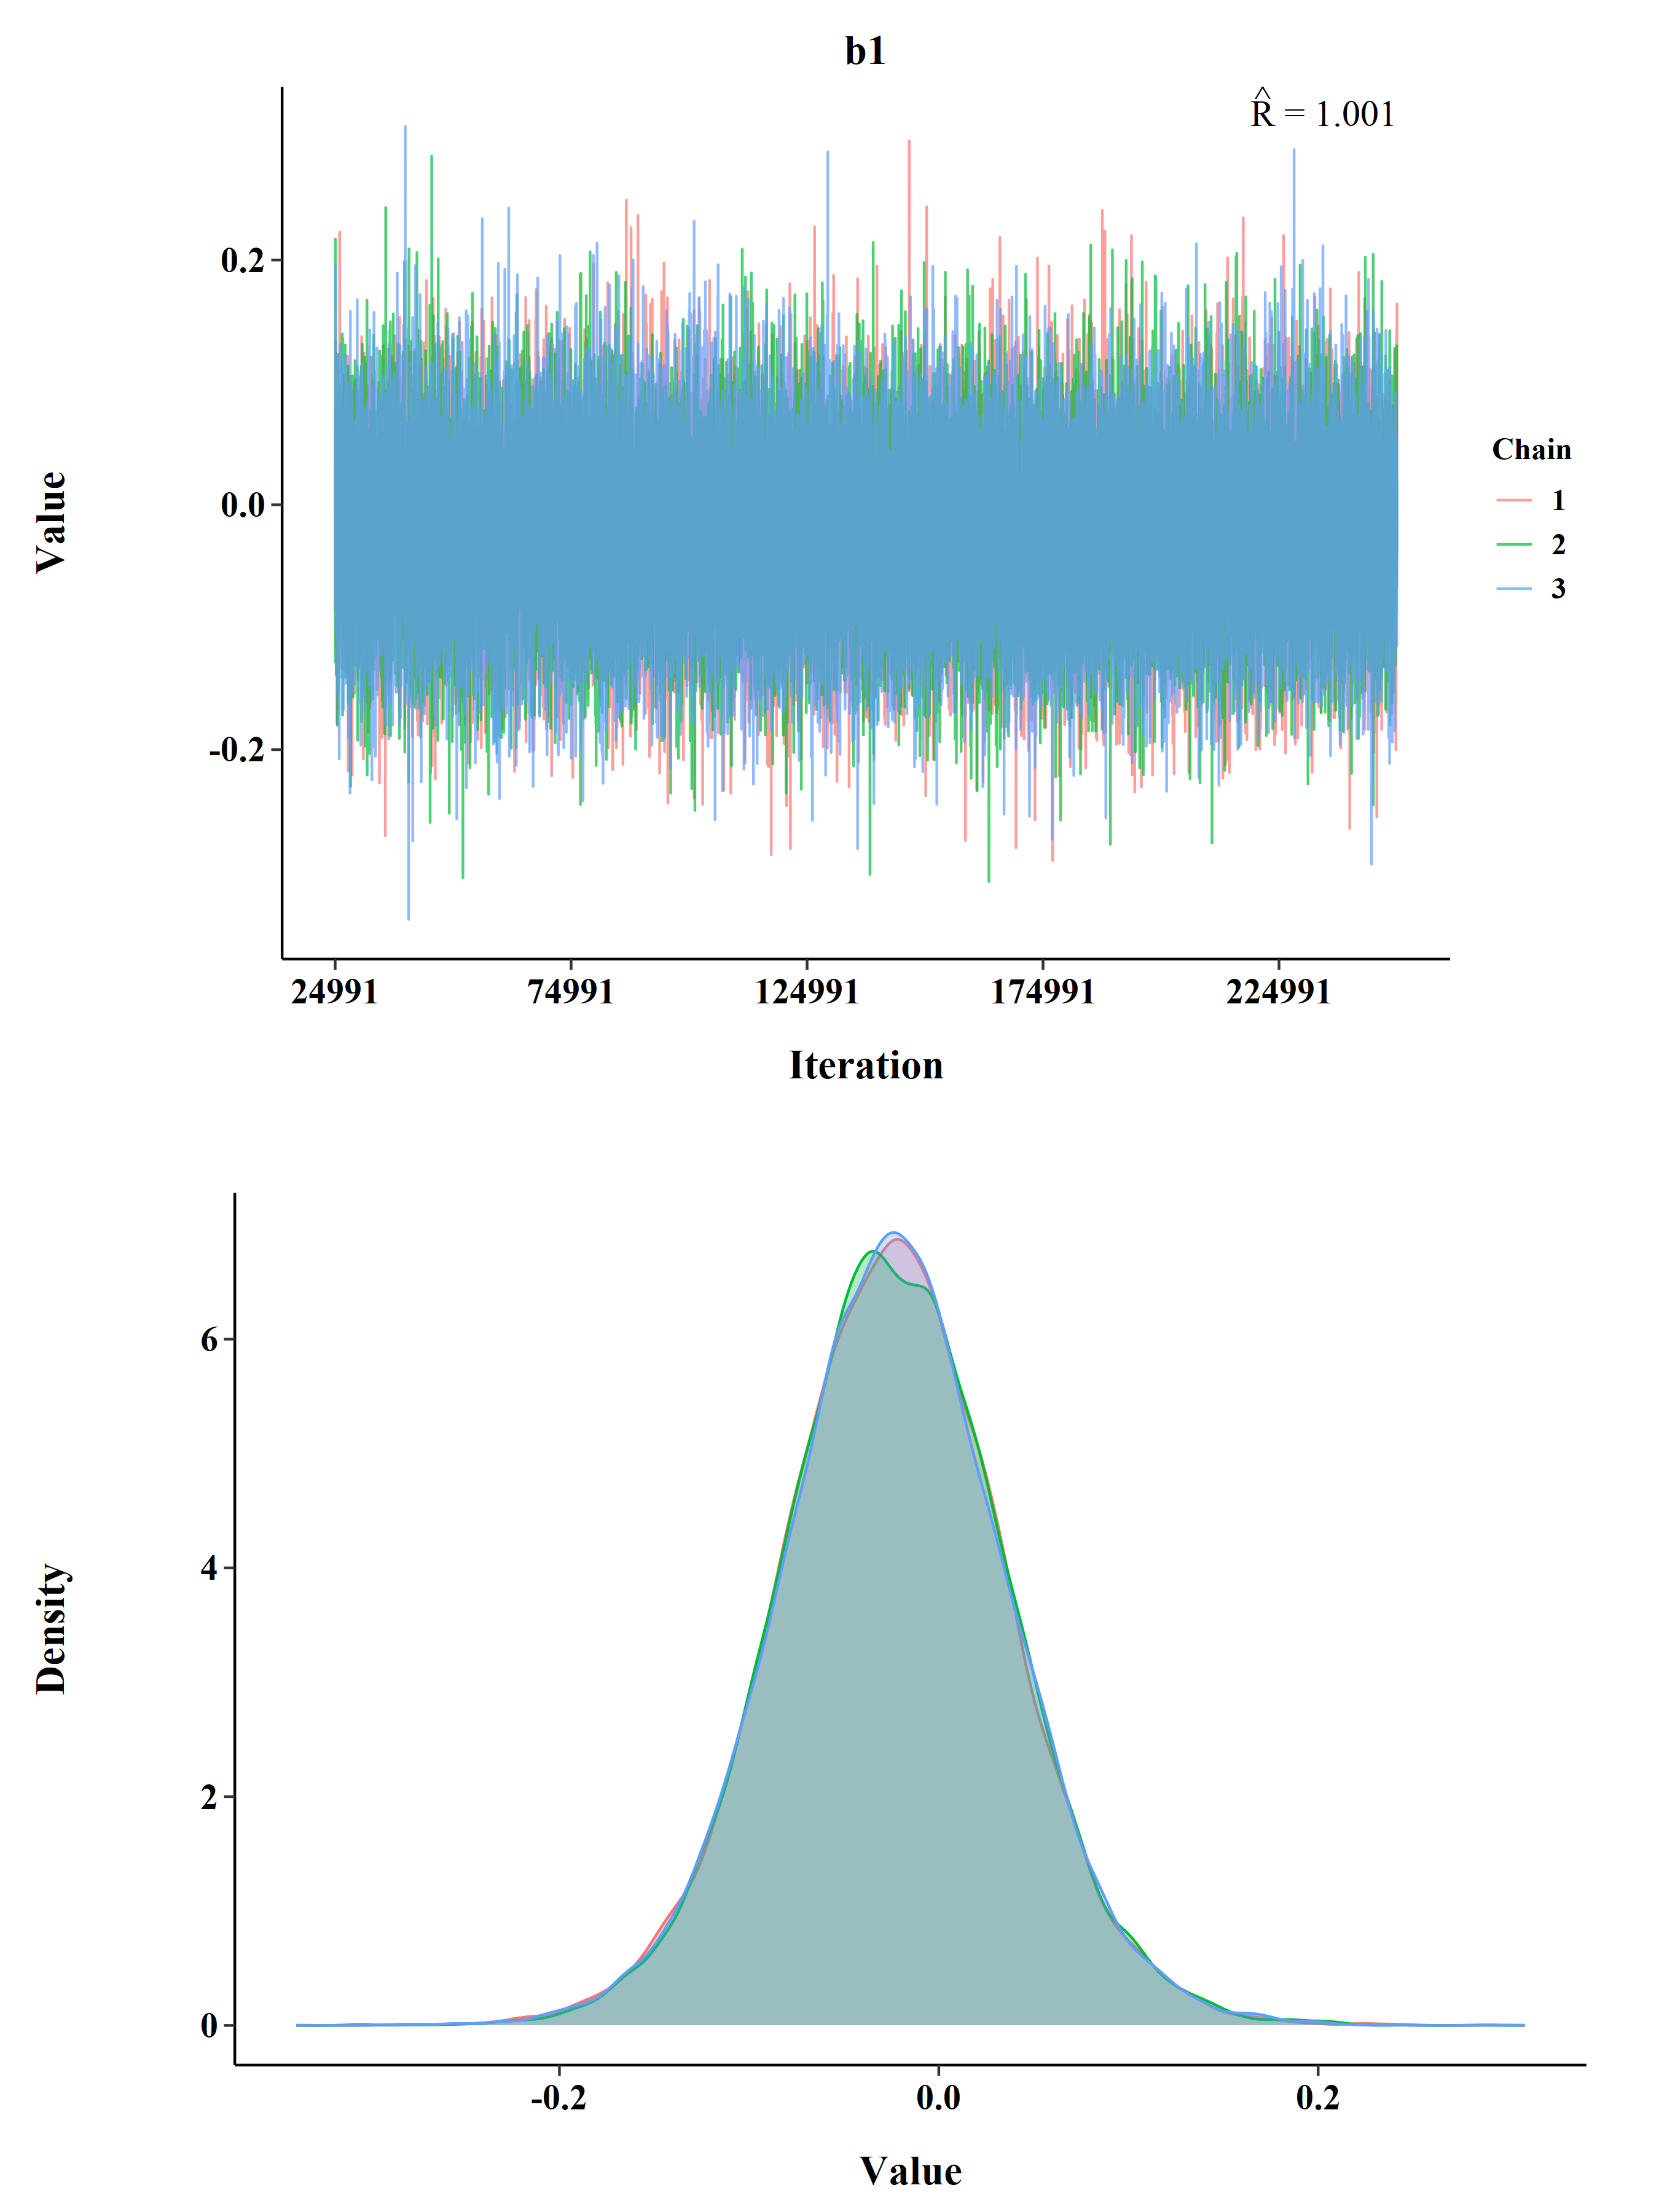 b1
R̂ = 1.001
0.2
0.0
-0.2
Value
24991 74991 124991 174991 224991
Iteration
Chain
1
2
3
6
4
2
0
Density
-0.2 0.0 0.2
Value